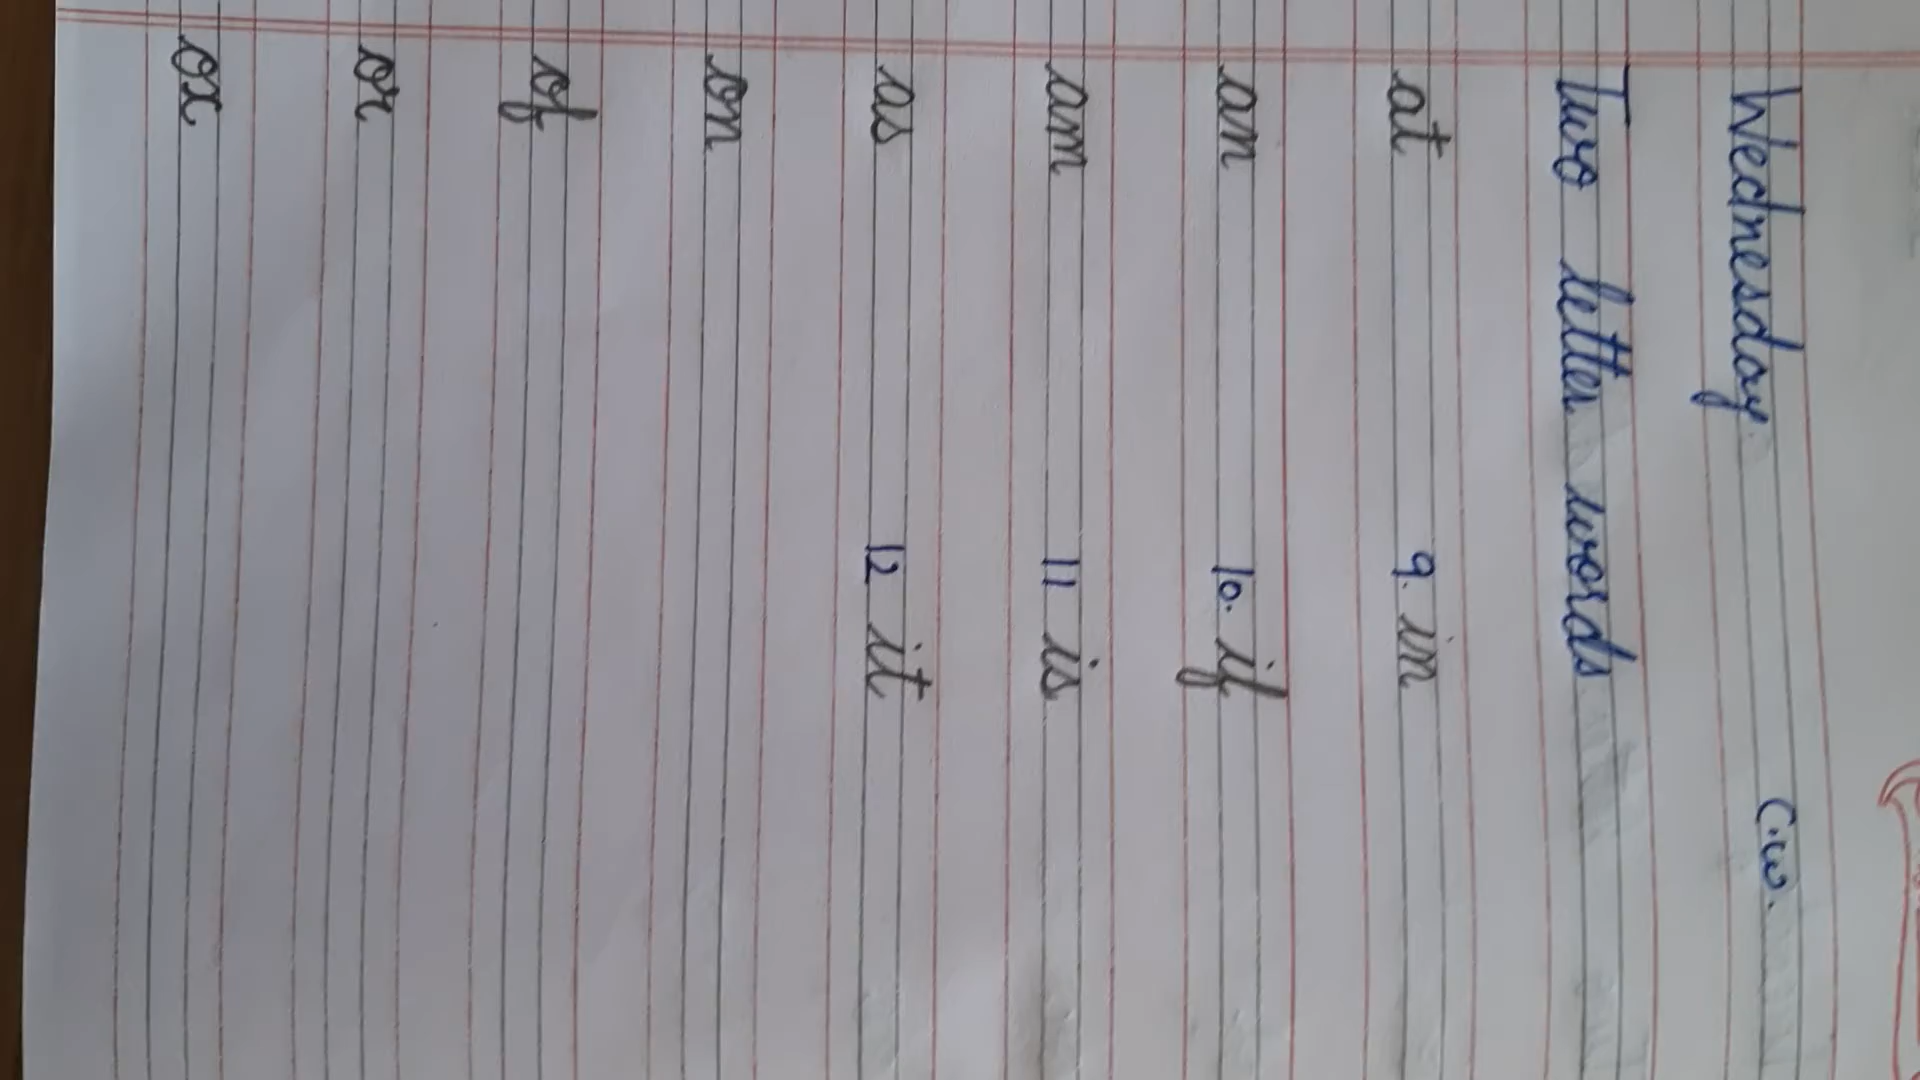 Wednesday C.W.
Two letter words
at 9. in
an 10. if
am 11 is
as 12 it
on
of
or
ox